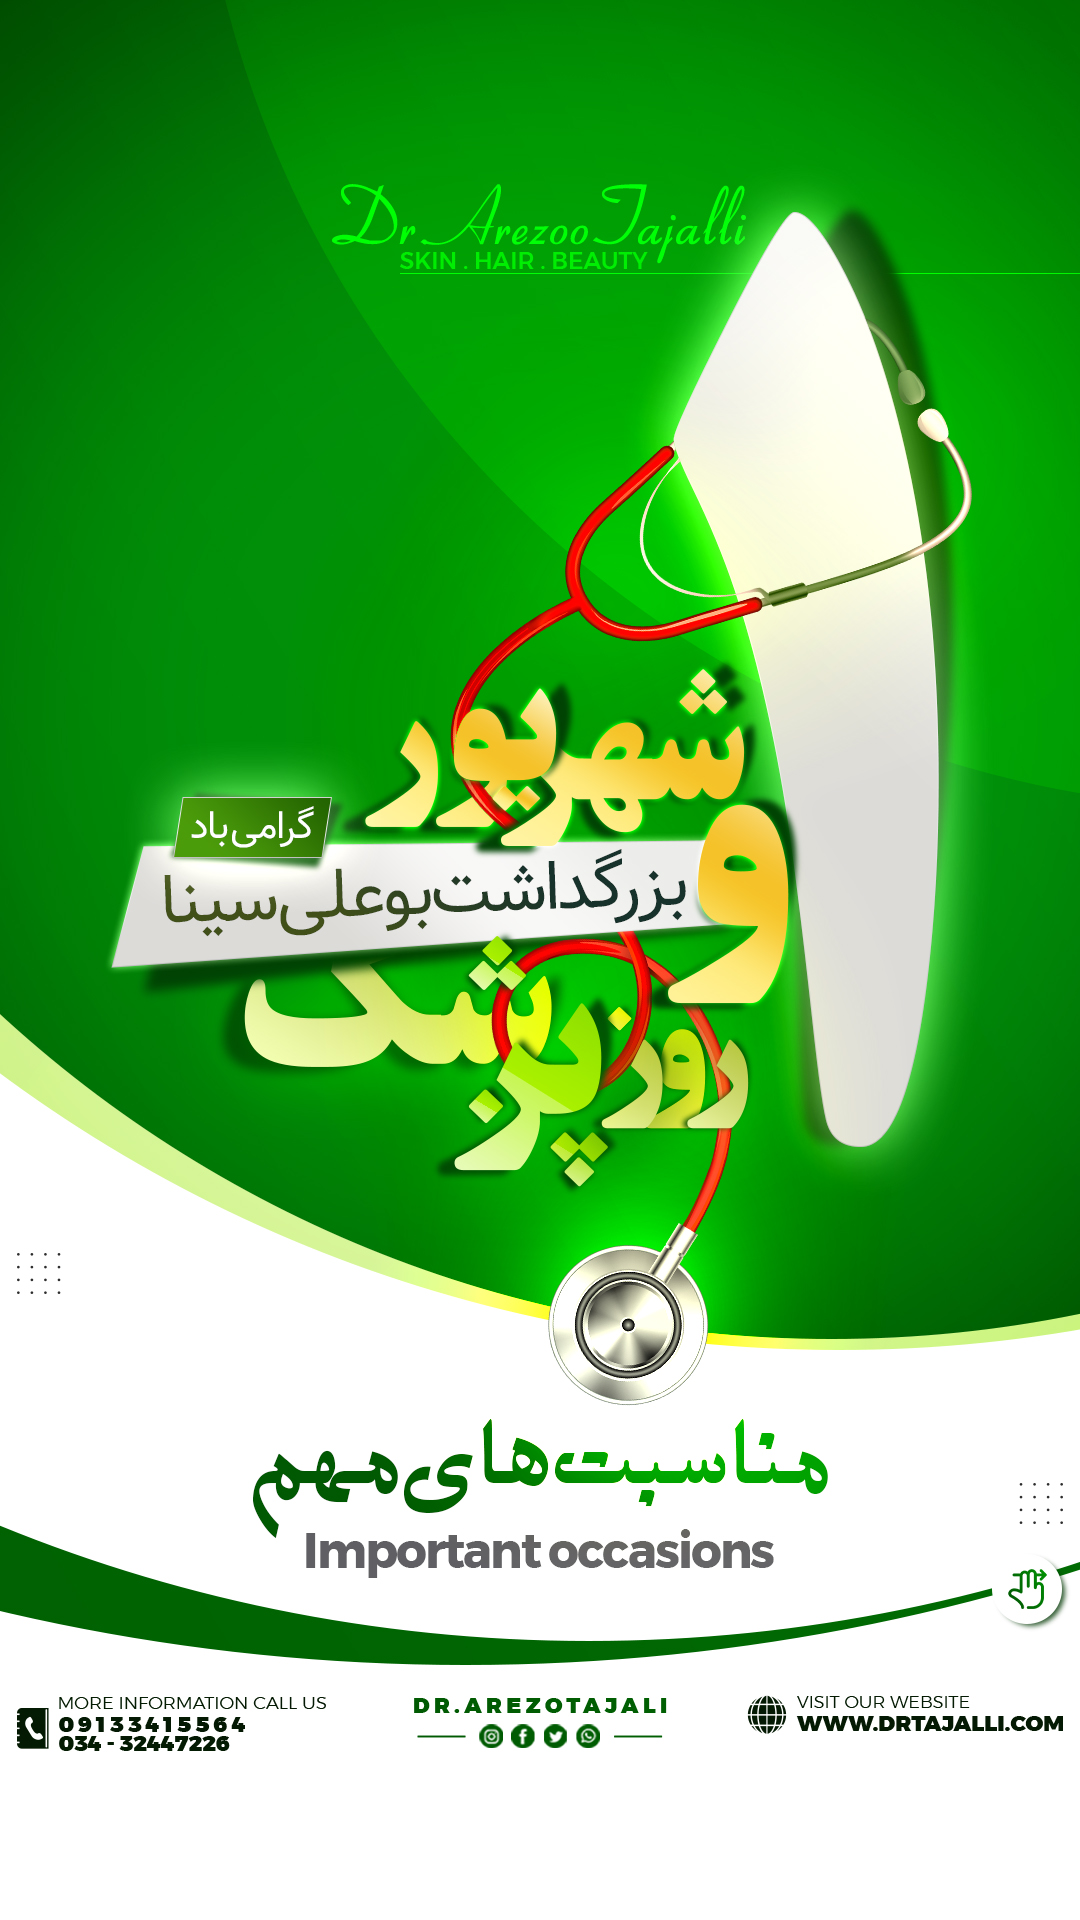 Dr. Arezoo Tajalli
SKIN . HAIR . BEAUTY
۱
شهریور
گرامی باد
بزرگداشت بوعلی سینا
و
روز پزشک
مناسبت‌های مهم
Important occasions
MORE INFORMATION CALL US
09133415564
034 - 32447226
DR.AREZOTAJALI
VISIT OUR WEBSITE
WWW.DRTAJALLI.COM